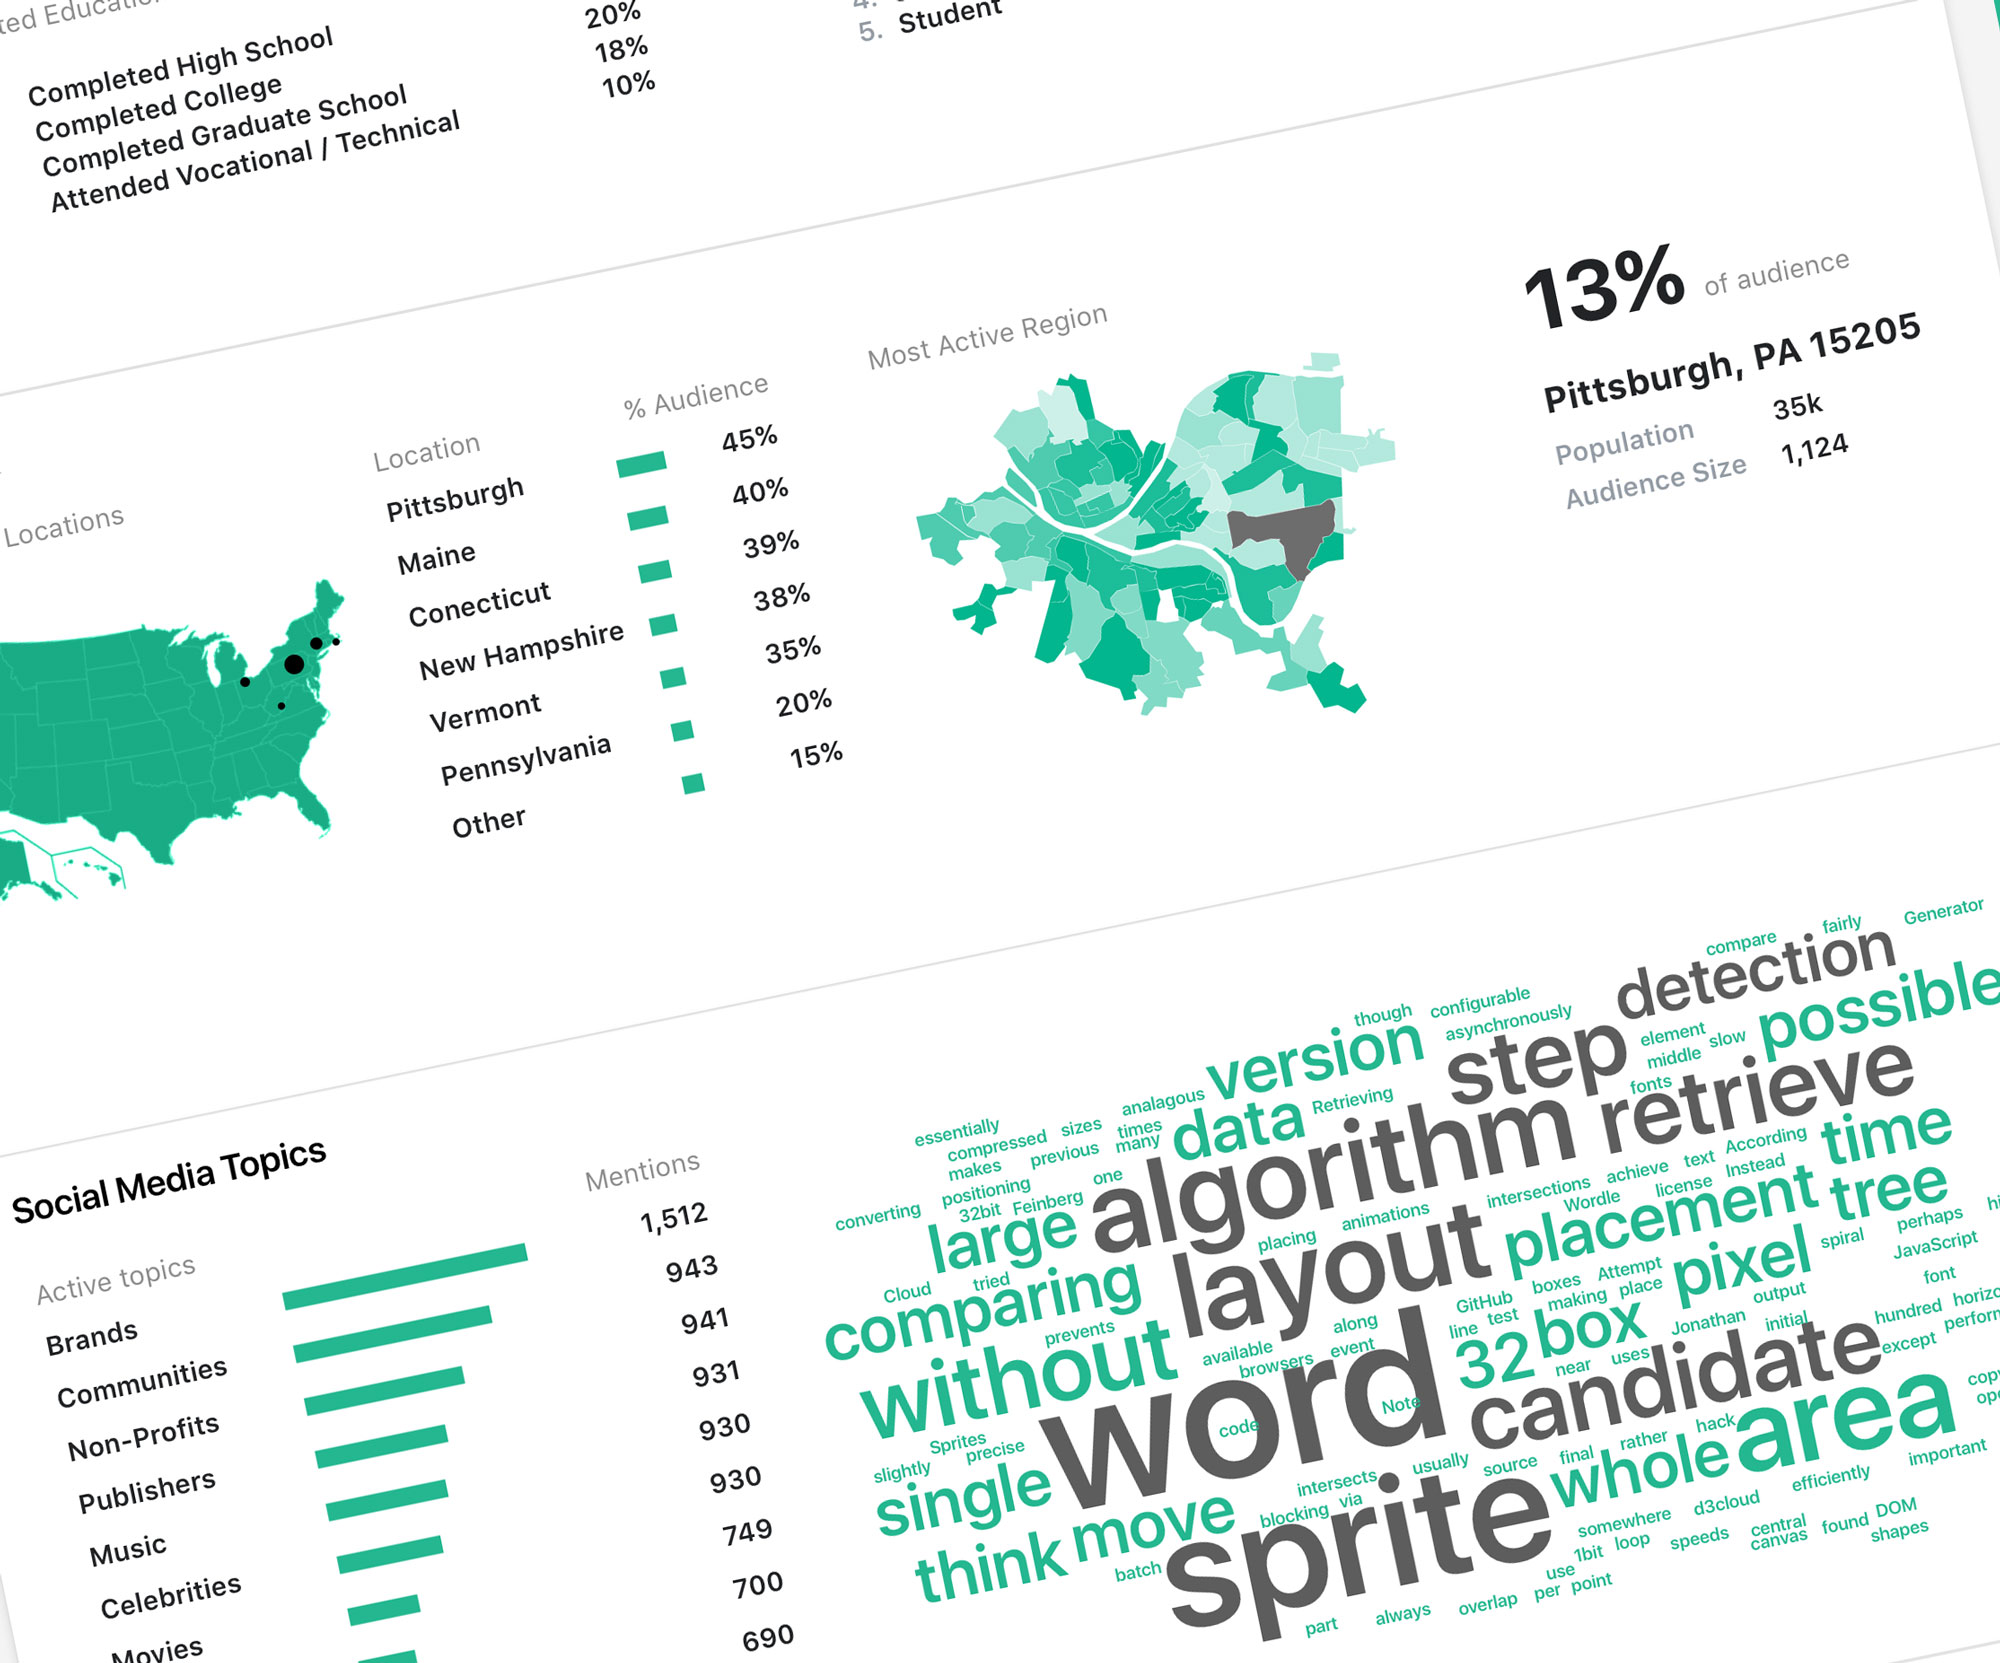 Completed High School
Completed College
Completed Graduate School
Attended Vocational / Technical
20%
18%
10%
5. Student
Locations
Location
% Audience
Pittsburgh
45%
Maine
40%
Conecticut
39%
New Hampshire
38%
Vermont
35%
Pennsylvania
20%
Other
15%
Most Active Region
13% of audience
Pittsburgh, PA 15205
Population 35k
Audience Size 1,124
Social Media Topics
Active topics
Mentions
Brands
1,512
Communities
943
Non-Profits
941
Publishers
931
Music
930
Celebrities
930
Movies
749
700
690
compare fairly Generator
detection
though configurable
asynchronously
version
step
element
middle slow
possible
fonts
retrieve
essentially
compressed sizes
analagous
times
makes previous many
data
Retrieving
algorithm
positioning
one
converting
32bit Feinberg
large
placing animations
layout
intersections achieve text According
Wordle license Instead
time
placement
tree
Cloud tried
comparing
prevents
without
available along
browsers event
GitHub boxes Attempt
line test making place
pixel
spiral perhaps
JavaScript
font
32 box
Jonathan output
initial
near uses
hundred
except
word
code Note
candidate
Sprites
slightly precise
single
intersects usually
blocking via
source final rather hack
whole
area
efficiently important
think move
batch
sprite
somewhere d3cloud
1bit loop speeds central
canvas found DOM
shapes
use
per point
part always overlap